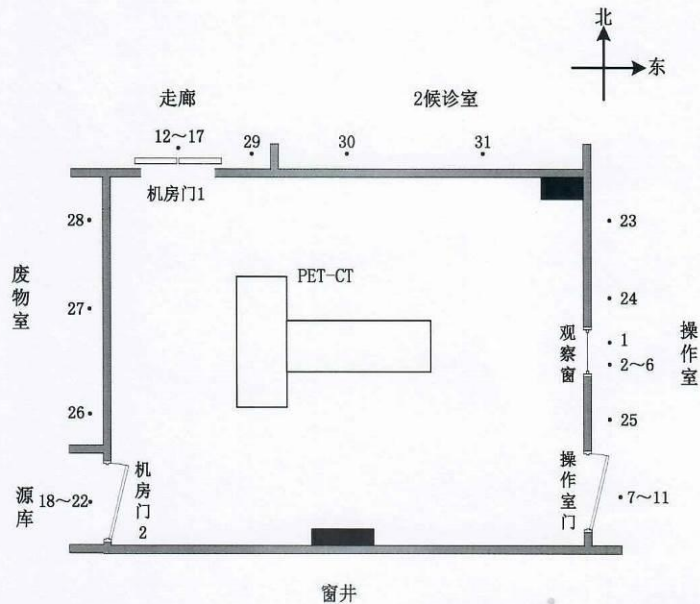 北
东
走廊
2候诊室
12～17
29
30
31
机房门1
28
23
PET-CT
废物室
24
27
观察窗
1
操作室
2～6
26
25
源库
18～22
机房门2
操作室门
7～11
窗井